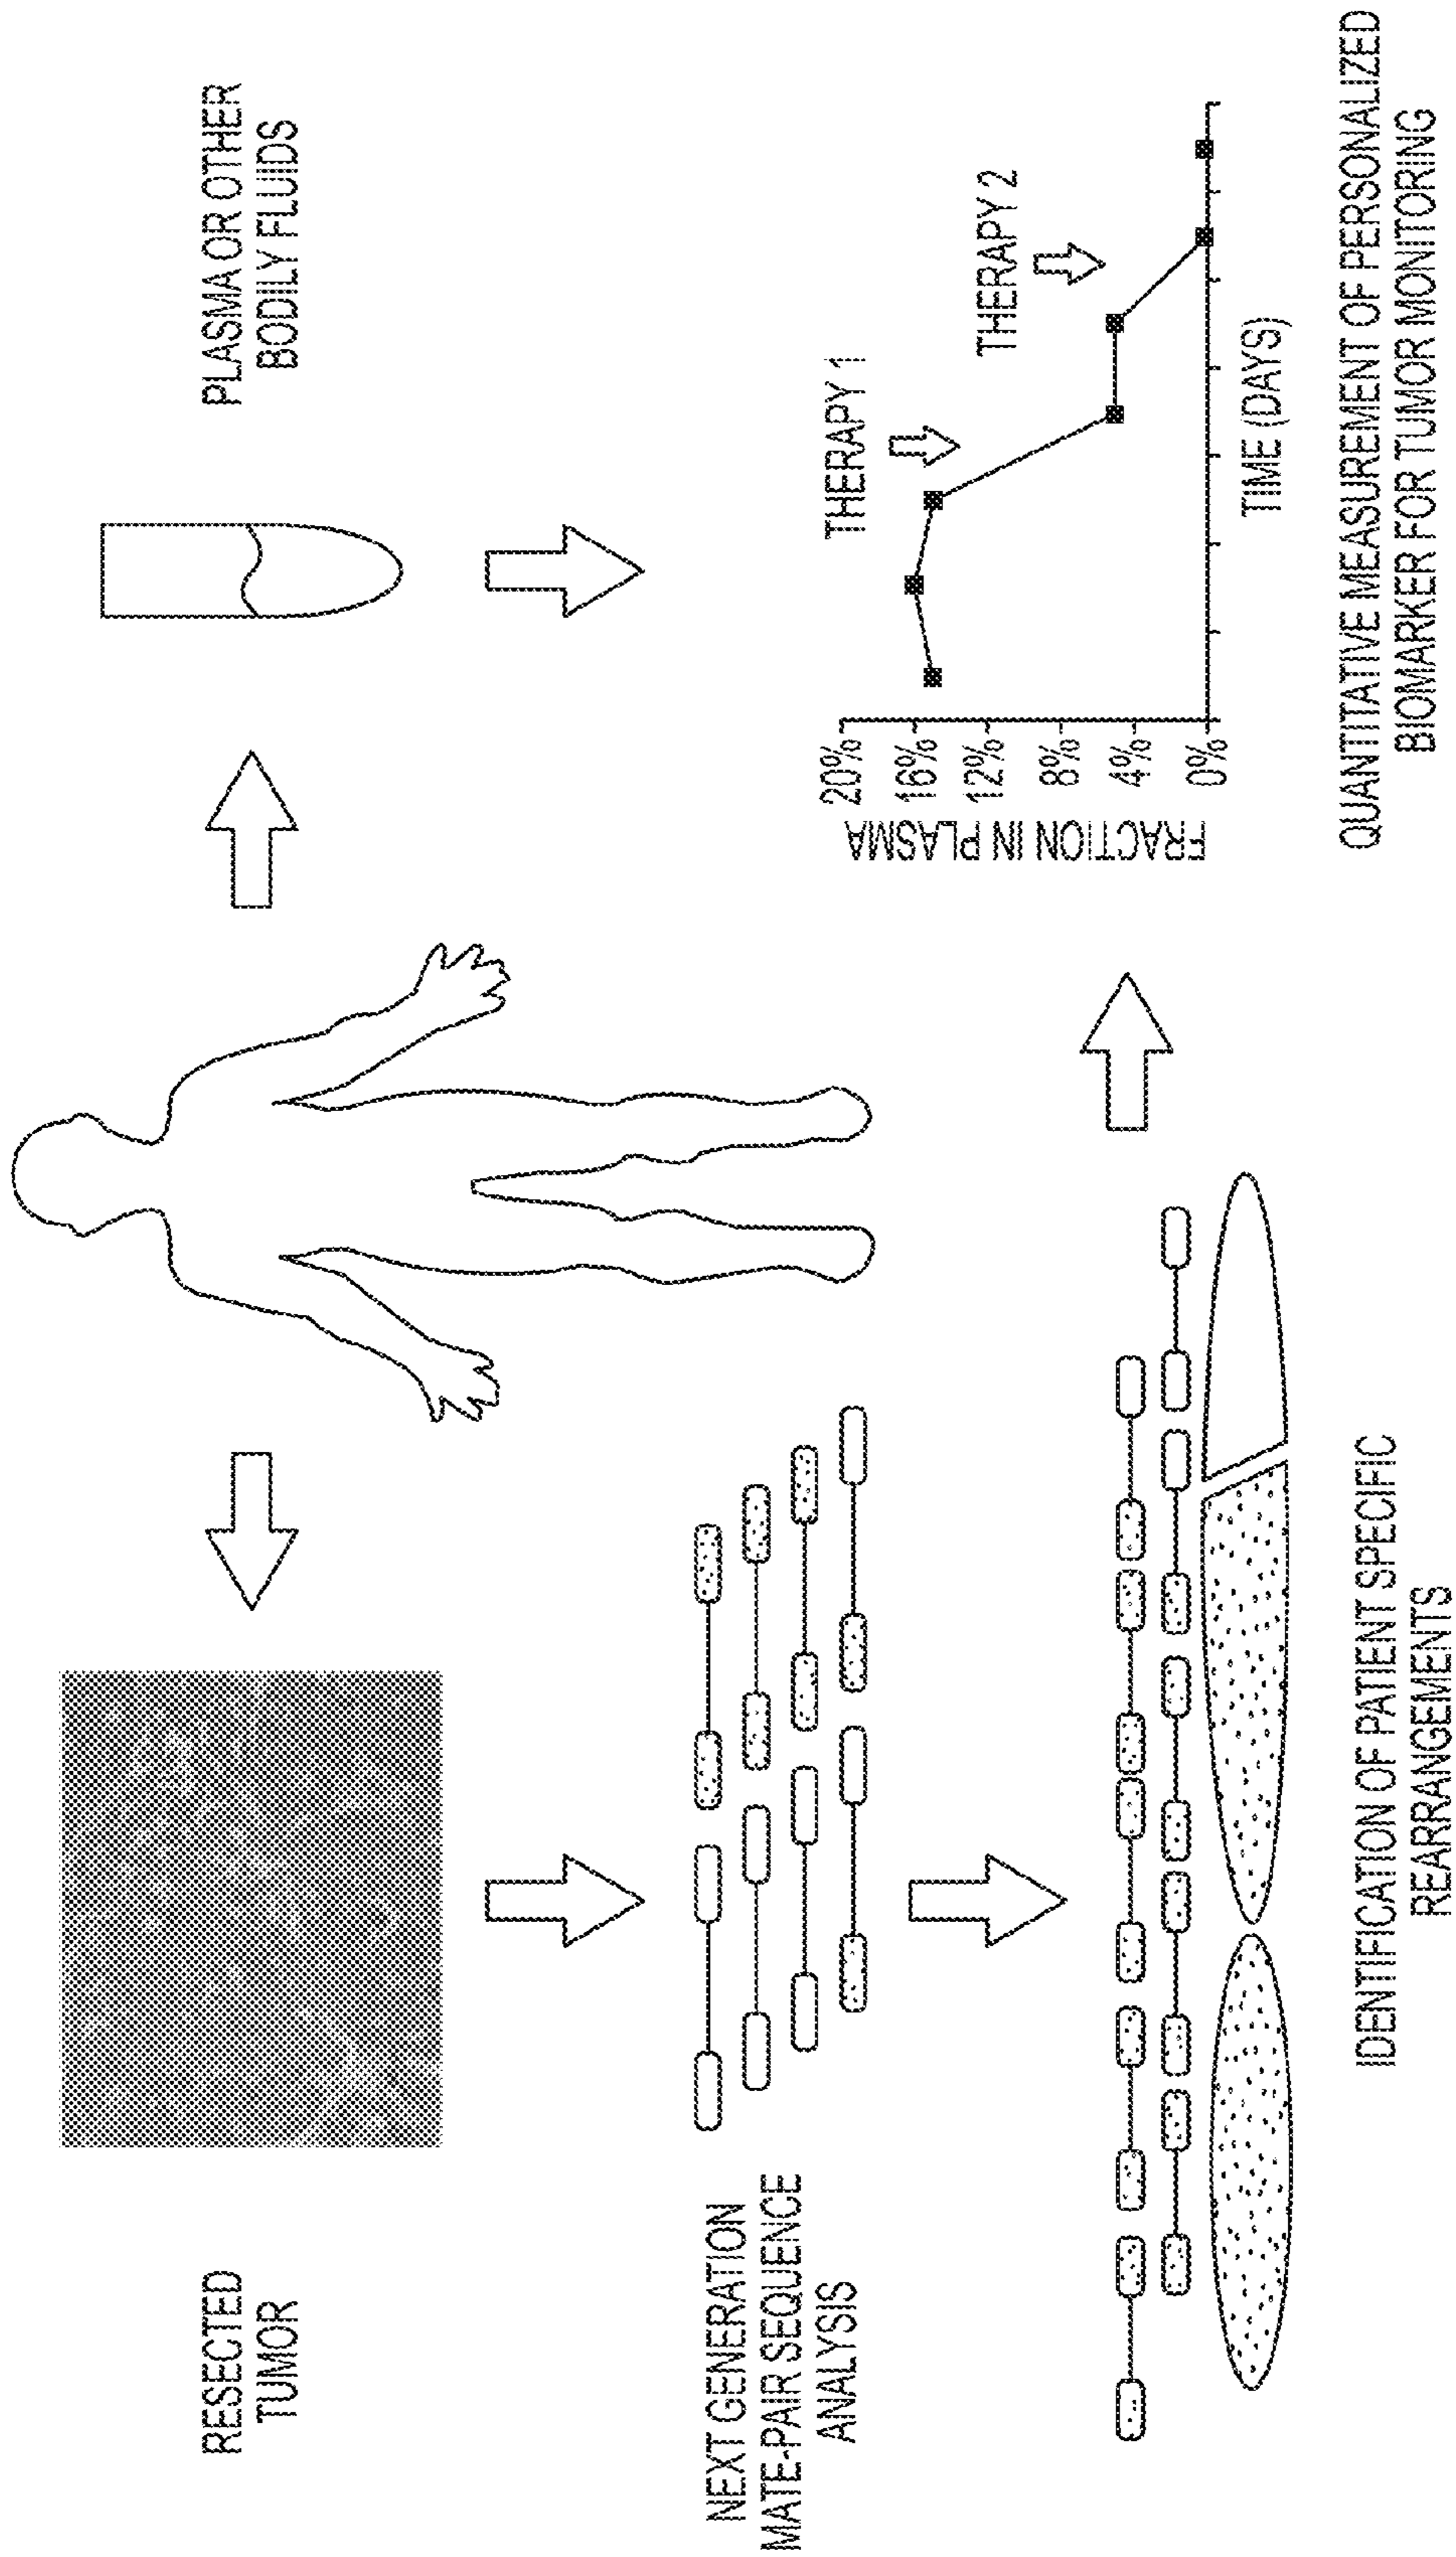 RESECTED
TUMOR
PLASMA OR OTHER
BODILY FLUIDS
NEXT GENERATION
MATE-PAIR SEQUENCE
ANALYSIS
THERAPY 1
THERAPY 2
FRACTION IN PLASMA
20%
16%
12%
8%
4%
0%
TIME (DAYS)
IDENTIFICATION OF PATIENT SPECIFIC
REARRANGEMENTS
QUANTITATIVE MEASUREMENT OF PERSONALIZED
BIOMARKER FOR TUMOR MONITORING